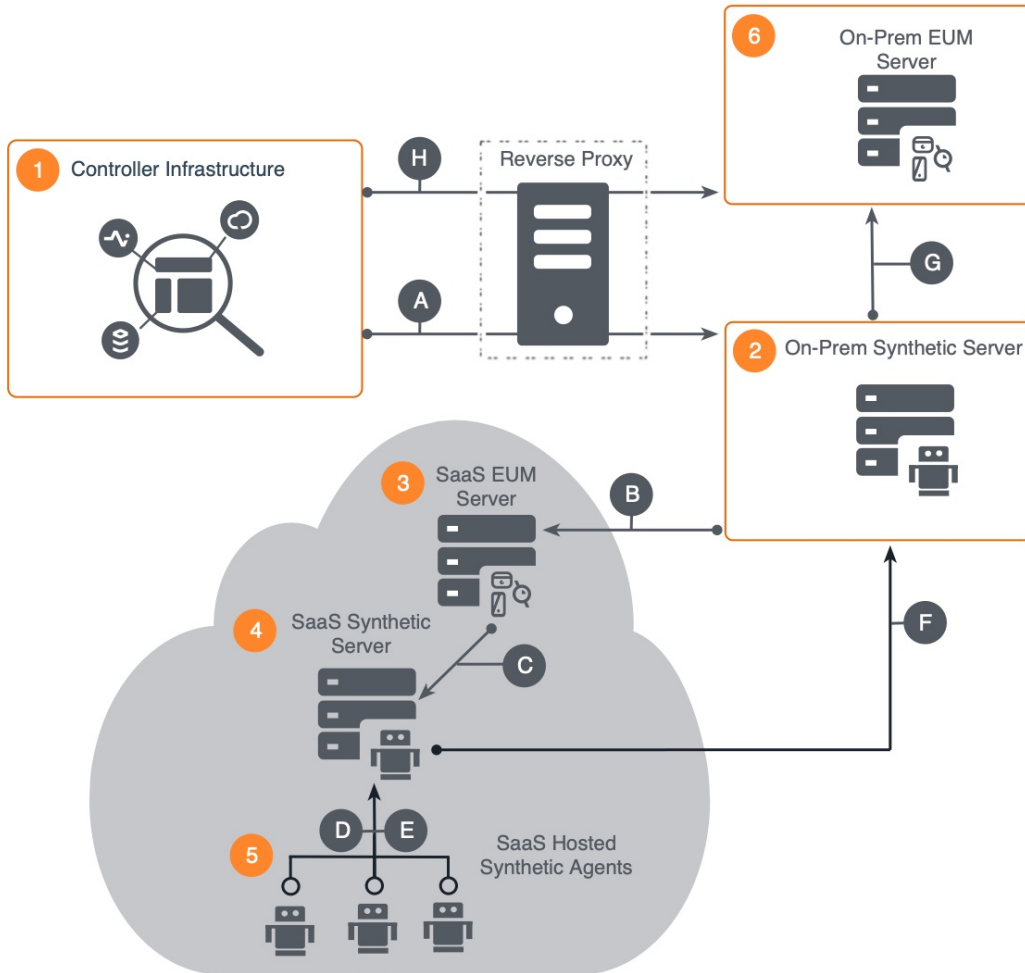 6
On-Prem EUM
Server
1
Controller Infrastructure
H
Reverse Proxy
A
G
2
On-Prem Synthetic Server
3
SaaS EUM
Server
B
4
SaaS Synthetic
Server
C
F
D
E
5
SaaS Hosted
Synthetic Agents